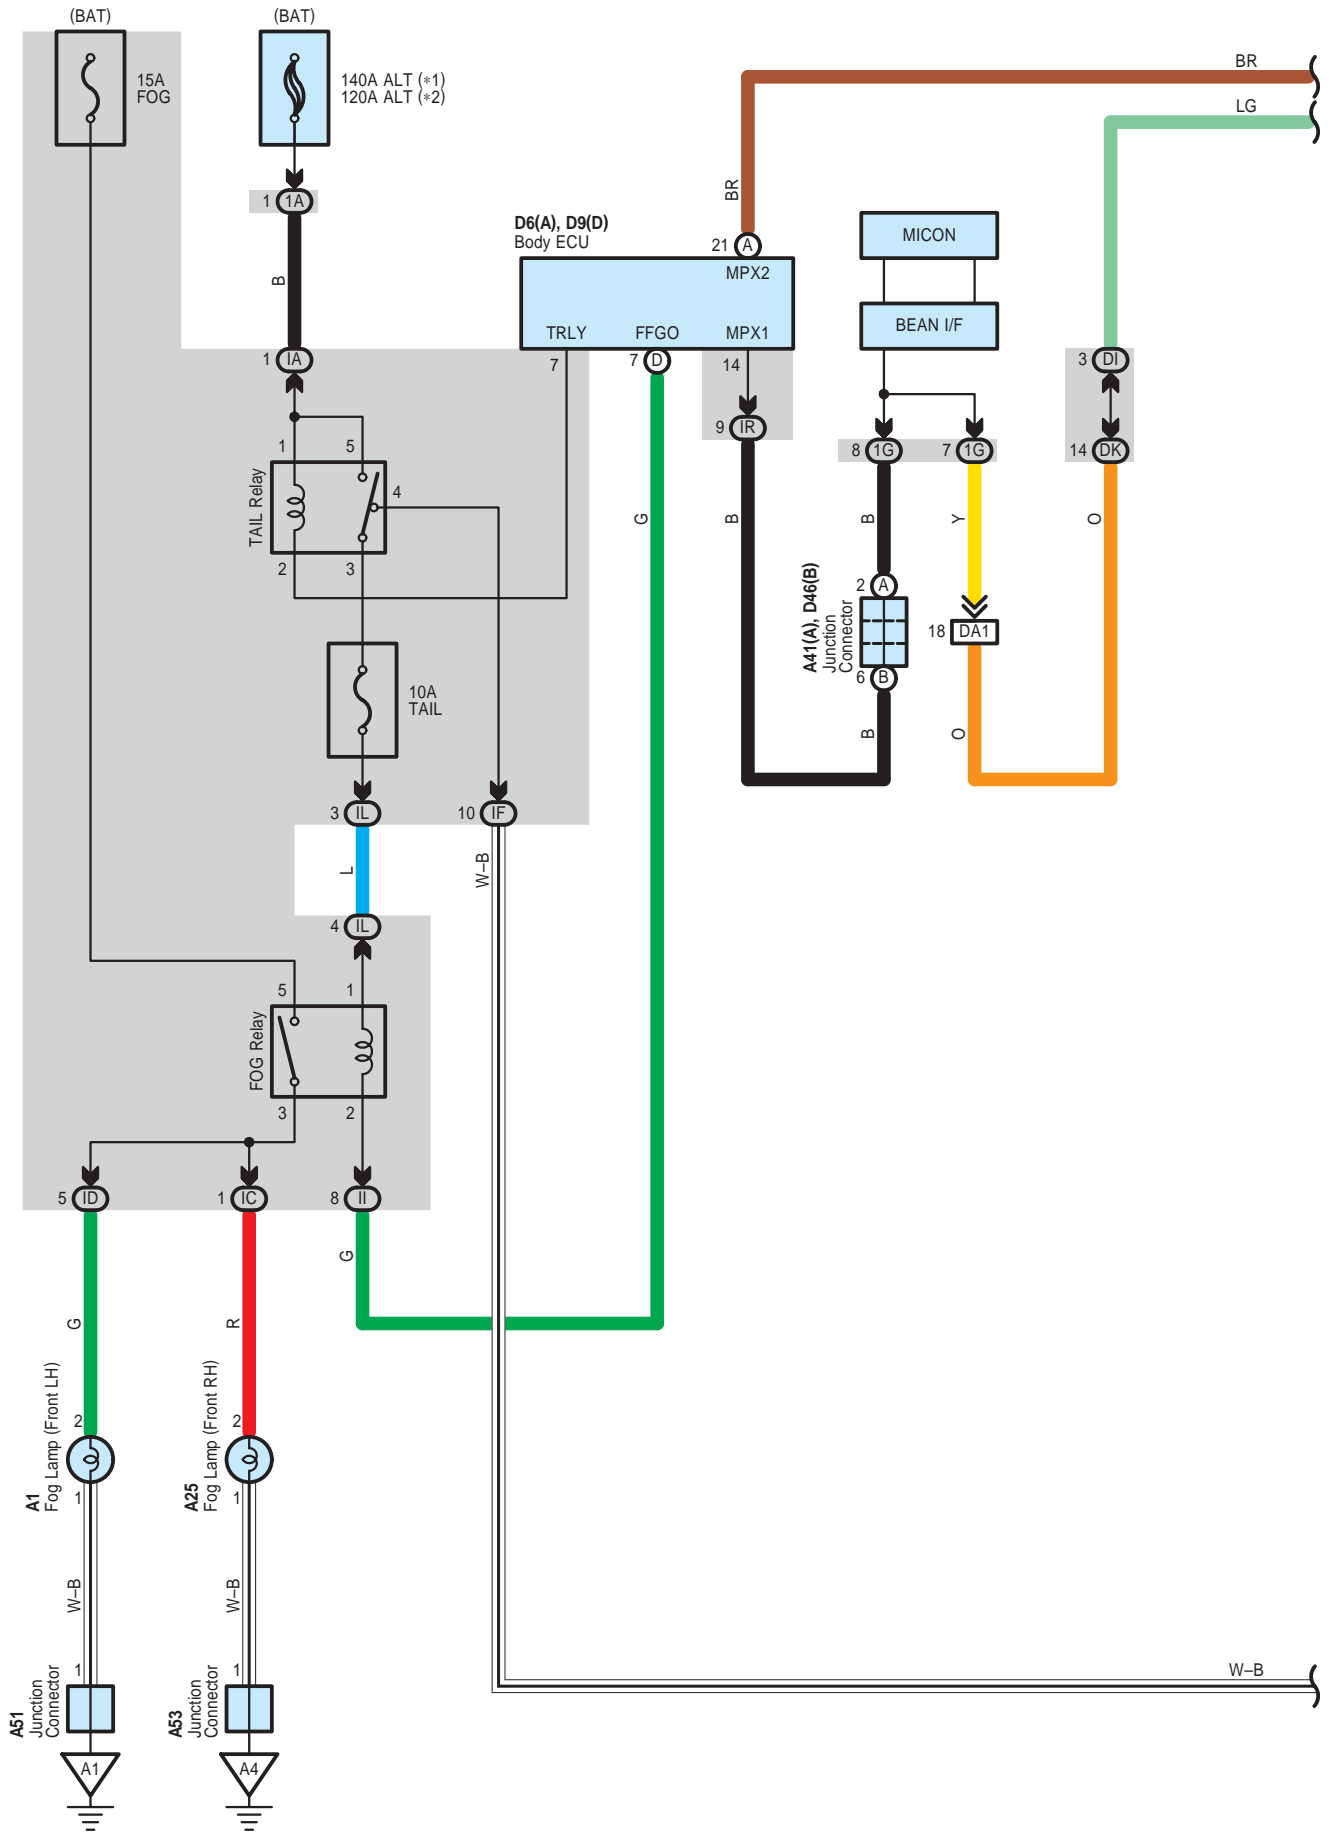 (BAT)
(BAT)
15A
FOG
140A ALT (∗1)
120A ALT (∗2)
BR
LG
1
1A
B
BR
D6(A), D9(D)
Body ECU
21
A
MPX2
TRLY
FFGO
MPX1
MICON
BEAN I/F
1
IA
7
7
D
14
3
DI
9
IR
8
1G
7
1G
14
DK
1
5
4
TAIL Relay
2
3
G
B
B
Y
O
2
A
A41(A), D46(B)
Junction
Connector
6
B
18
DA1
10A
TAIL
B
O
3
IL
10
IF
L
W–B
4
IL
5
1
FOG Relay
3
2
5
ID
1
IC
8
II
G
G
R
2
2
A1
Fog Lamp (Front LH)
A25
Fog Lamp (Front RH)
1
1
W–B
W–B
1
1
A51
Junction
Connector
A53
Junction
Connector
W–B
A1
A4